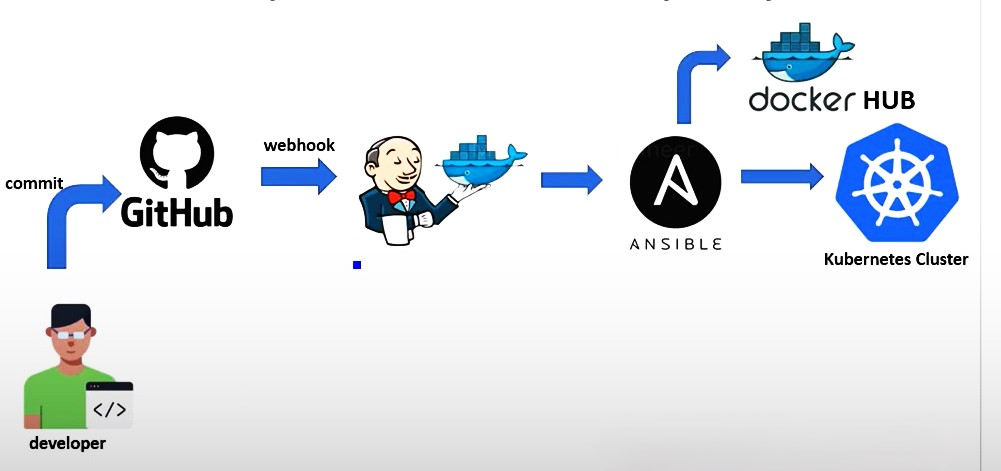 commit
GitHub
webhook
ANSIBLE
docker HUB
Kubernetes Cluster
</>
developer